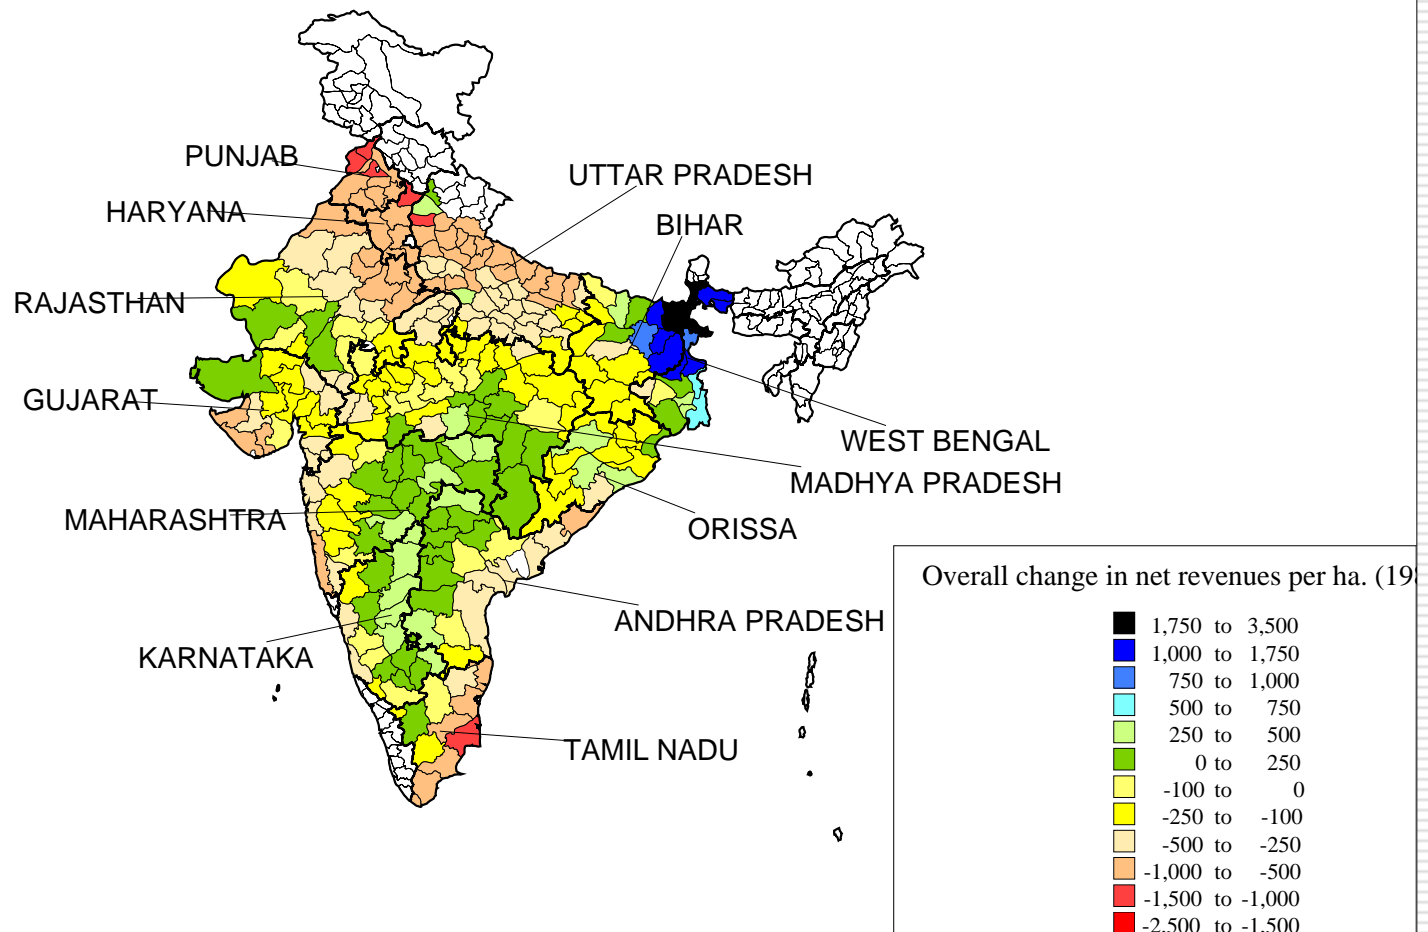 PUNJAB
UTTAR PRADESH
HARYANA
BIHAR
RAJASTHAN
GUJARAT
WEST BENGAL
MADHYA PRADESH
MAHARASHTRA
ORISSA
Overall change in net revenues per ha. (19
ANDHRA PRADESH
KARNATAKA
TAMIL NADU
1,750 to 3,500
1,000 to 1,750
750 to 1,000
500 to 750
250 to 500
0 to 250
-100 to 0
-250 to -100
-500 to -250
-1,000 to -500
-1,500 to -1,000
-2,500 to -1,500